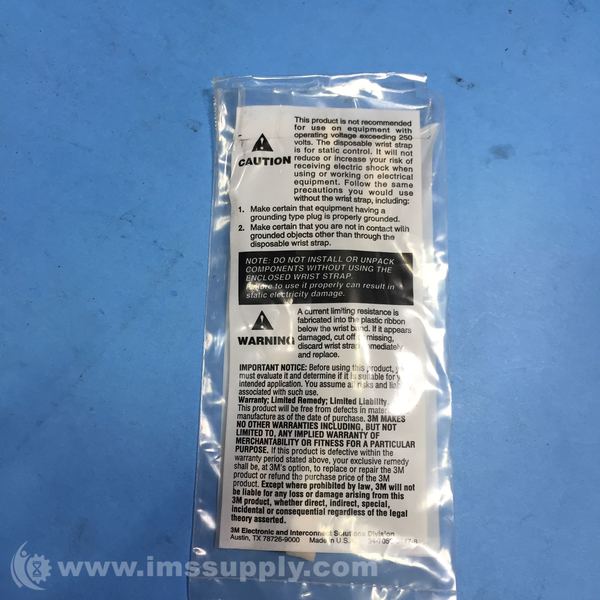 This product is not recommended
for use on equipment with
operating voltage exceeding 250
volts. The disposable wrist strap
is for static control. It will not
reduce or increase your risk of
receiving electric shock when
using or working on electrical
equipment. Follow the same
precautions you would use
without the wrist strap, including:
CAUTION
1. Make certain that equipment having a
grounding type plug is properly grounded.
2. Make certain that you are not in contact with
grounded objects other than through the
disposable wrist strap.
NOTE: DO NOT INSTALL OR UNPACK
COMPONENTS WITHOUT USING THE
ENCLOSED WRIST STRAP.
Failure to use it properly can result in
static electricity damage.
WARNING
A current limiting resistance is
fabricated into the plastic ribbon
below the wrist band. If it appears
damaged, cut off or missing,
discard wrist strap immediately
and replace.
IMPORTANT NOTICE: Before using this product, you
must evaluate it and determine if it is suitable for your
intended application. You assume all risks and
associated with such use.
Warranty; Limited Remedy; Limited Liability.
This product will be free from defects in
manufacture as of the date of purchase. 3M MAKES
NO OTHER WARRANTIES INCLUDING, BUT NOT
LIMITED TO, ANY IMPLIED WARRANTY OF
MERCHANTABILITY OR FITNESS FOR A PARTICULAR
PURPOSE. If this product is defective within the
warranty period stated above, your exclusive remedy
shall be, at 3M's option, to replace or repair the 3M
product or refund the purchase price of the 3M
product. Except where prohibited by law, 3M will not
be liable for any loss or damage arising from this
3M product, whether direct, indirect, special,
incidental or consequential regardless of the legal
theory asserted.
3M Electronic and Interconnect Solutions Division
Austin, TX 78726-9000 Made in U.S.A.
www.imssupply.com